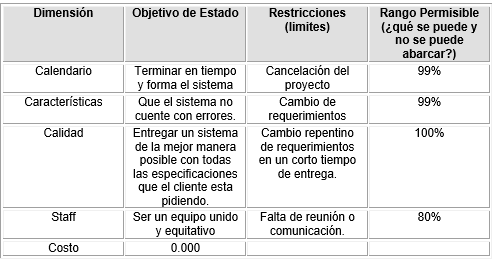 Dimensión Objetivo de Estado Restricciones (limites) Rango Permisible (¿qué se puede y no se puede abarcar?)
Calendario Terminar en tiempo y forma el sistema Cancelación del proyecto 99%
Características Que el sistema no cuente con errores. Cambio de requerimientos 99%
Calidad Entregar un sistema de la mejor manera posible con todas las especificaciones que el cliente esta pidiendo. Cambio repentino de requerimientos en un corto tiempo de entrega. 100%
Staff Ser un equipo unido y equitativo Falta de reunión o comunicación. 80%
Costo 0.000